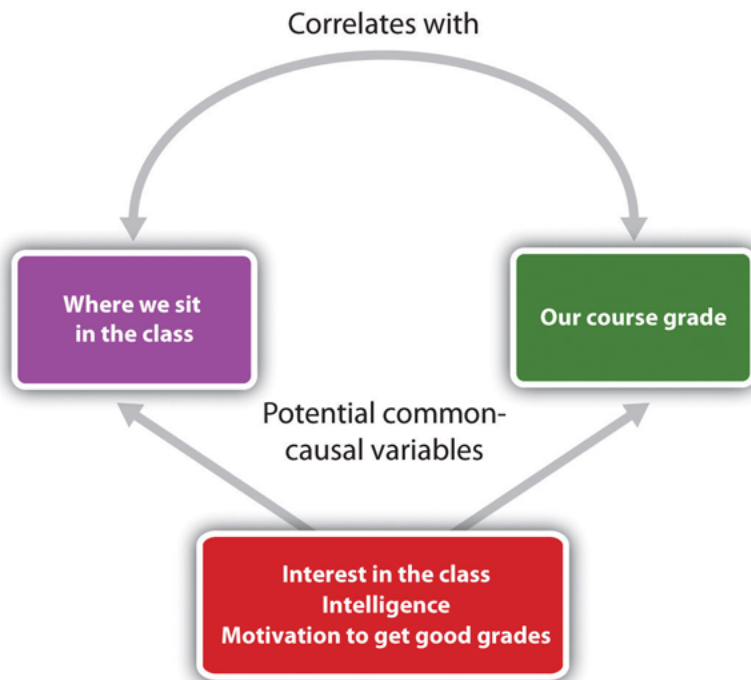 Correlates with
Where we sit
in the class
Our course grade
Potential common-
causal variables
Interest in the class
Intelligence
Motivation to get good grades